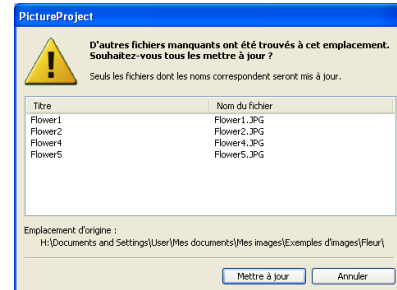 PictureProject
D'autres fichiers manquants ont été trouvés à cet emplacement.
Souhaitez-vous tous les mettre à jour ?
Seuls les fichiers dont les noms correspondent seront mis à jour.
Titre Nom du fichier
Flower1 Flower1.JPG
Flower2 Flower2.JPG
Flower4 Flower4.JPG
Flower5 Flower5.JPG
Emplacement d'origine :
H:\Documents and Settings\User\Mes documents\Mes images\Exemples d'images\Fleur\
Mettre à jour Annuler